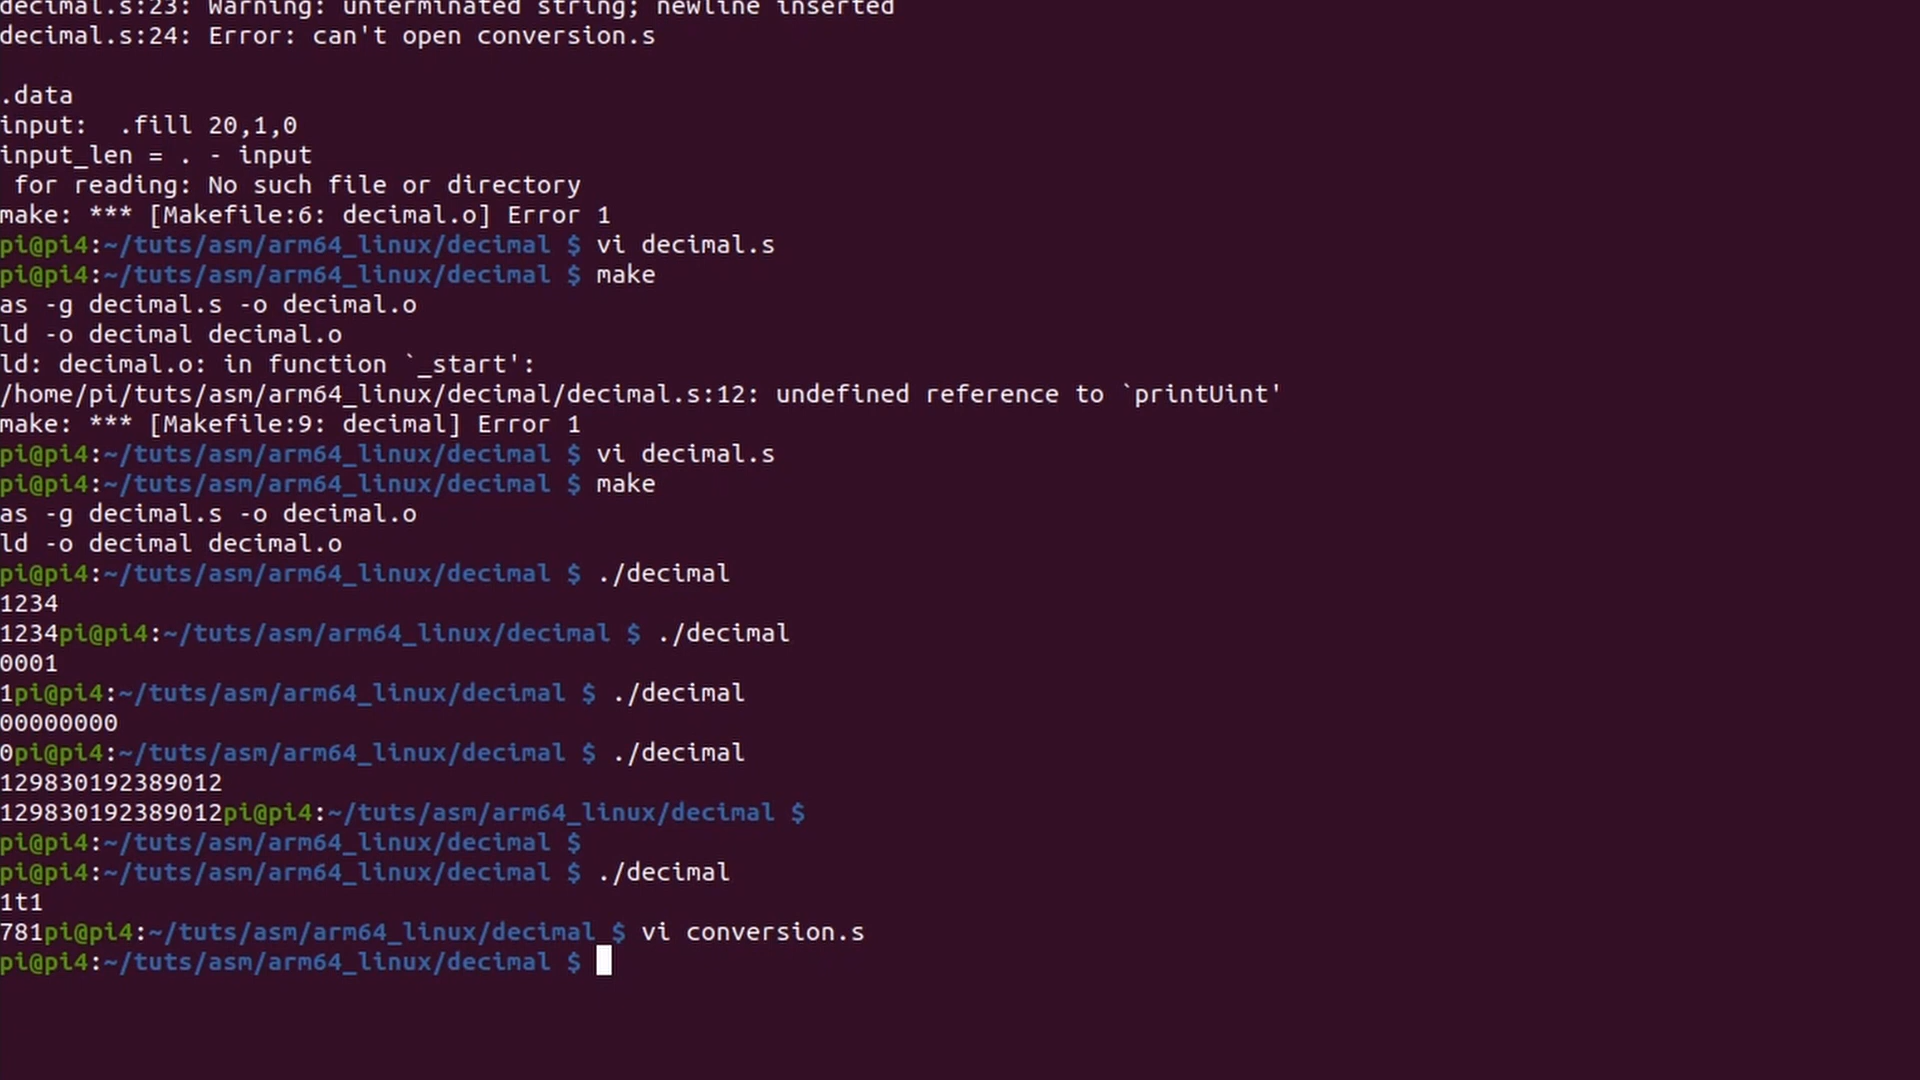 decimal.s:23: Warning: unterminated string; newline inserted
decimal.s:24: Error: can't open conversion.s

.data
input:  .fill 20,1,0
input_len = . - input
 for reading: No such file or directory
make: *** [Makefile:6: decimal.o] Error 1
pi@pi4:~/tuts/asm/arm64_linux/decimal $ vi decimal.s
pi@pi4:~/tuts/asm/arm64_linux/decimal $ make
as -g decimal.s -o decimal.o
ld -o decimal decimal.o
ld: decimal.o: in function `_start':
/home/pi/tuts/asm/arm64_linux/decimal/decimal.s:12: undefined reference to `printUint'
make: *** [Makefile:9: decimal] Error 1
pi@pi4:~/tuts/asm/arm64_linux/decimal $ vi decimal.s
pi@pi4:~/tuts/asm/arm64_linux/decimal $ make
as -g decimal.s -o decimal.o
ld -o decimal decimal.o
pi@pi4:~/tuts/asm/arm64_linux/decimal $ ./decimal
1234
1234pi@pi4:~/tuts/asm/arm64_linux/decimal $ ./decimal
0001
1pi@pi4:~/tuts/asm/arm64_linux/decimal $ ./decimal
00000000
0pi@pi4:~/tuts/asm/arm64_linux/decimal $ ./decimal
129830192389012
129830192389012pi@pi4:~/tuts/asm/arm64_linux/decimal $
pi@pi4:~/tuts/asm/arm64_linux/decimal $
pi@pi4:~/tuts/asm/arm64_linux/decimal $ ./decimal
1t1
781pi@pi4:~/tuts/asm/arm64_linux/decimal $ vi conversion.s
pi@pi4:~/tuts/asm/arm64_linux/decimal $